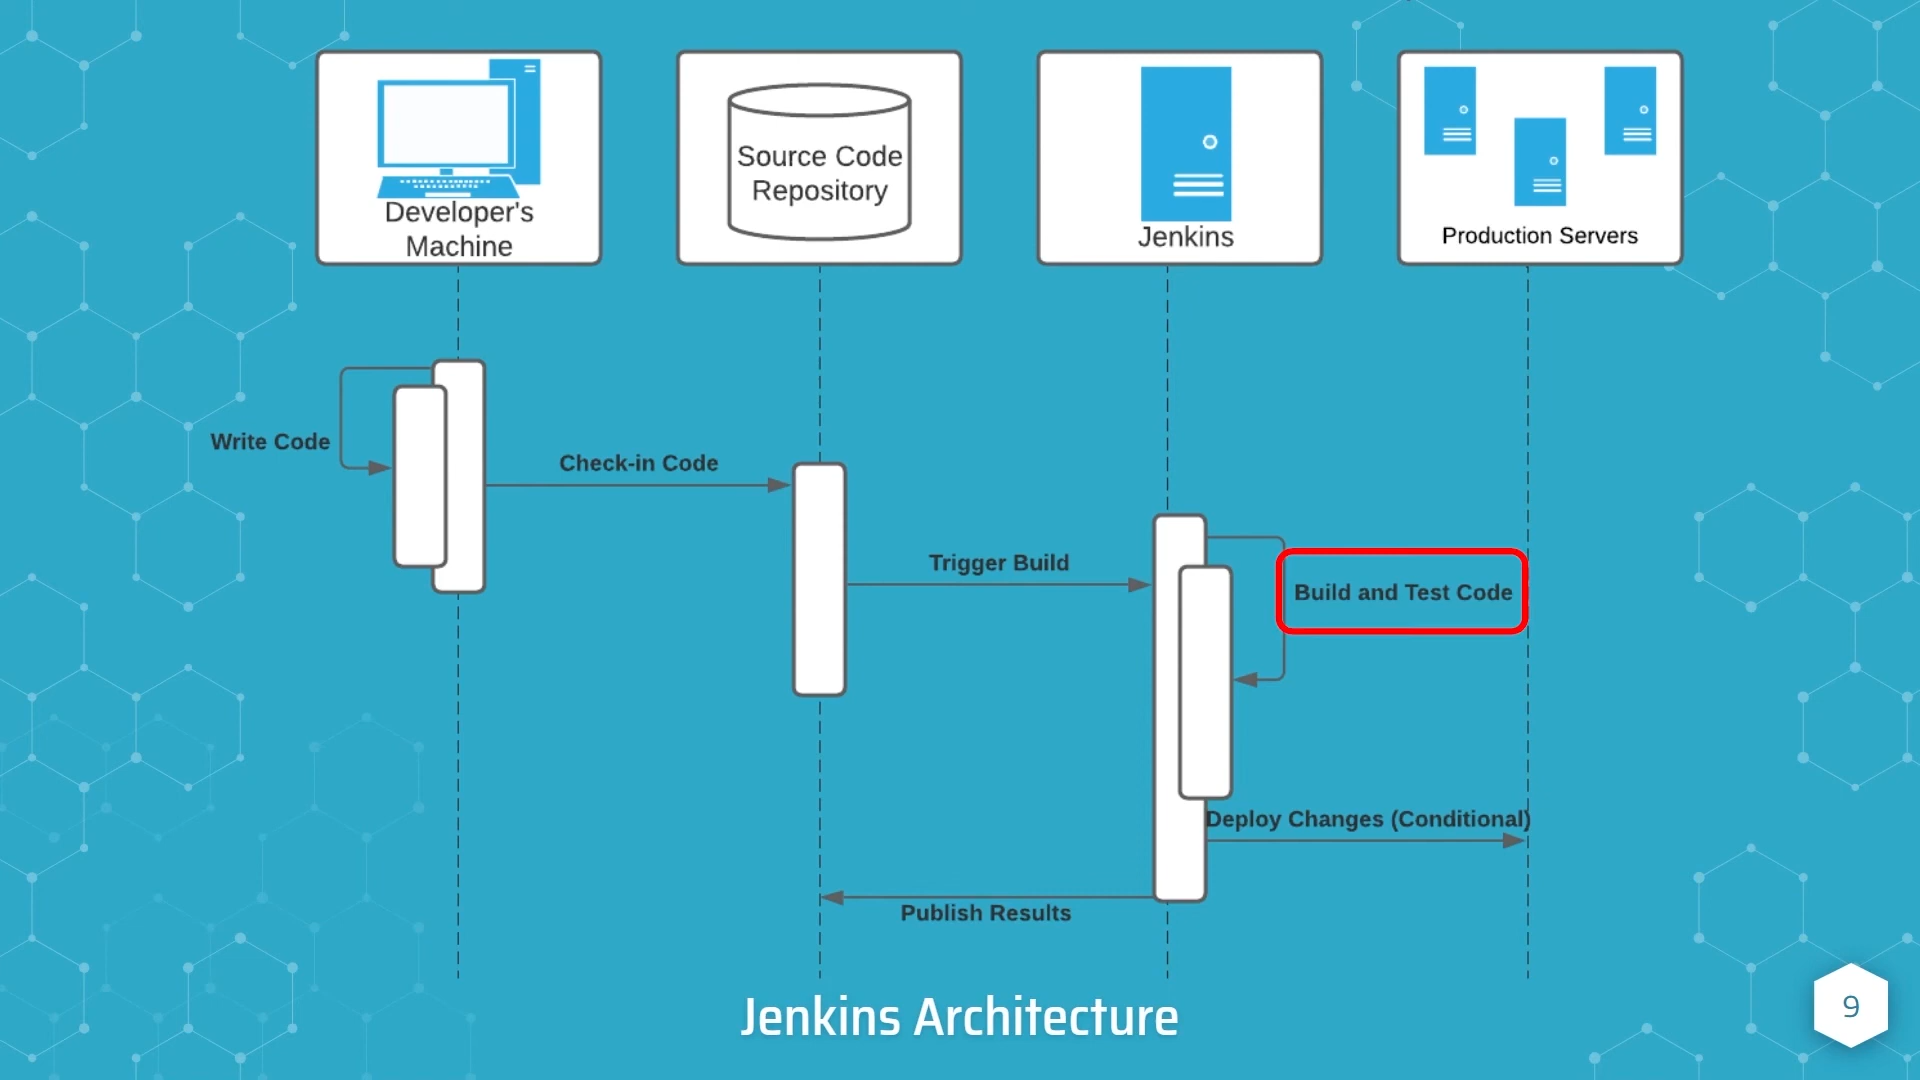 Developer's
Machine
Source Code
Repository
Jenkins
Production Servers
Write Code
Check-in Code
Trigger Build
Build and Test Code
Deploy Changes (Conditional)
Publish Results
Jenkins Architecture
9